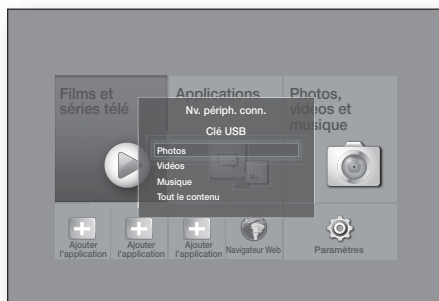 Films et
séries télé
Applications
Photos,
vidéos et
musique
Nv. périph. conn.
Clé USB
Photos
Vidéos
Musique
Tout le contenu
Ajouter
l'application
Ajouter
l'application
Ajouter
l'application
Navigateur Web
Paramètres